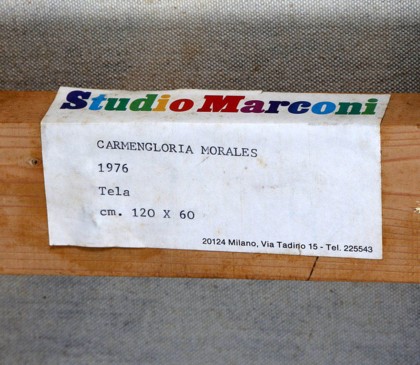 Studio Marconi
CARMENGLORIA MORALES
1976
Tela
cm. 120 X 60
20124 Milano, Via Tadino 15 - Tel. 225543